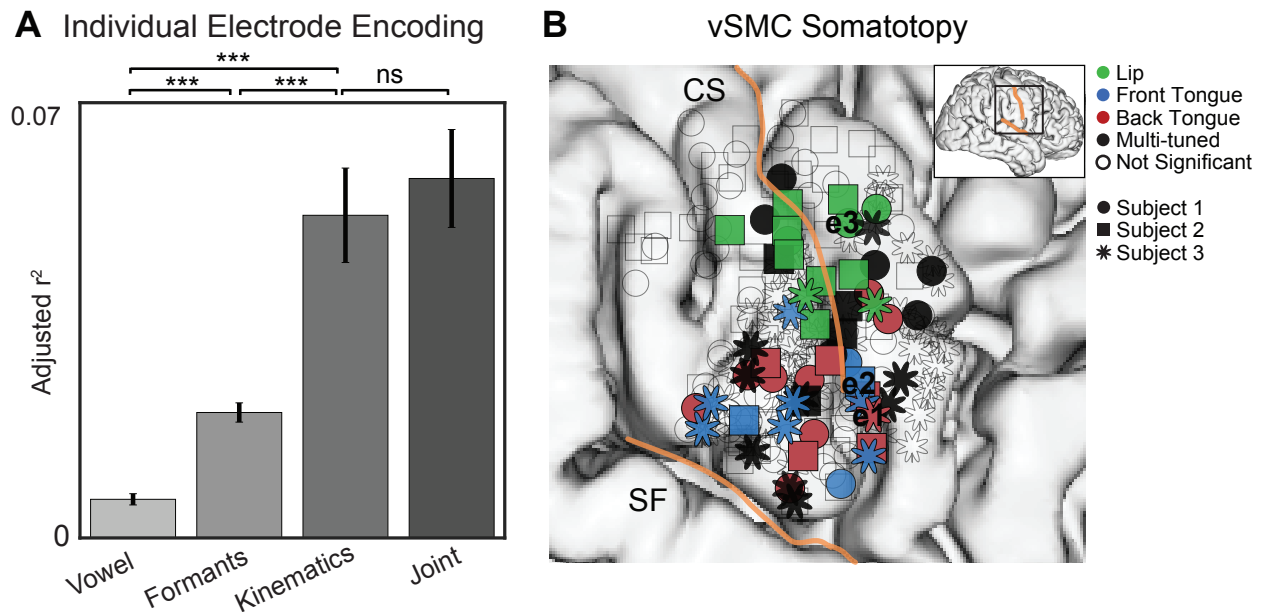 A Individual Electrode Encoding
***
*** *** ns
0.07
Adjusted r²
0
Vowel
Formants
Kinematics
Joint
B vSMC Somatotopy
CS
SF
e3
e2
e1
Lip
Front Tongue
Back Tongue
Multi-tuned
Not Significant
Subject 1
Subject 2
Subject 3